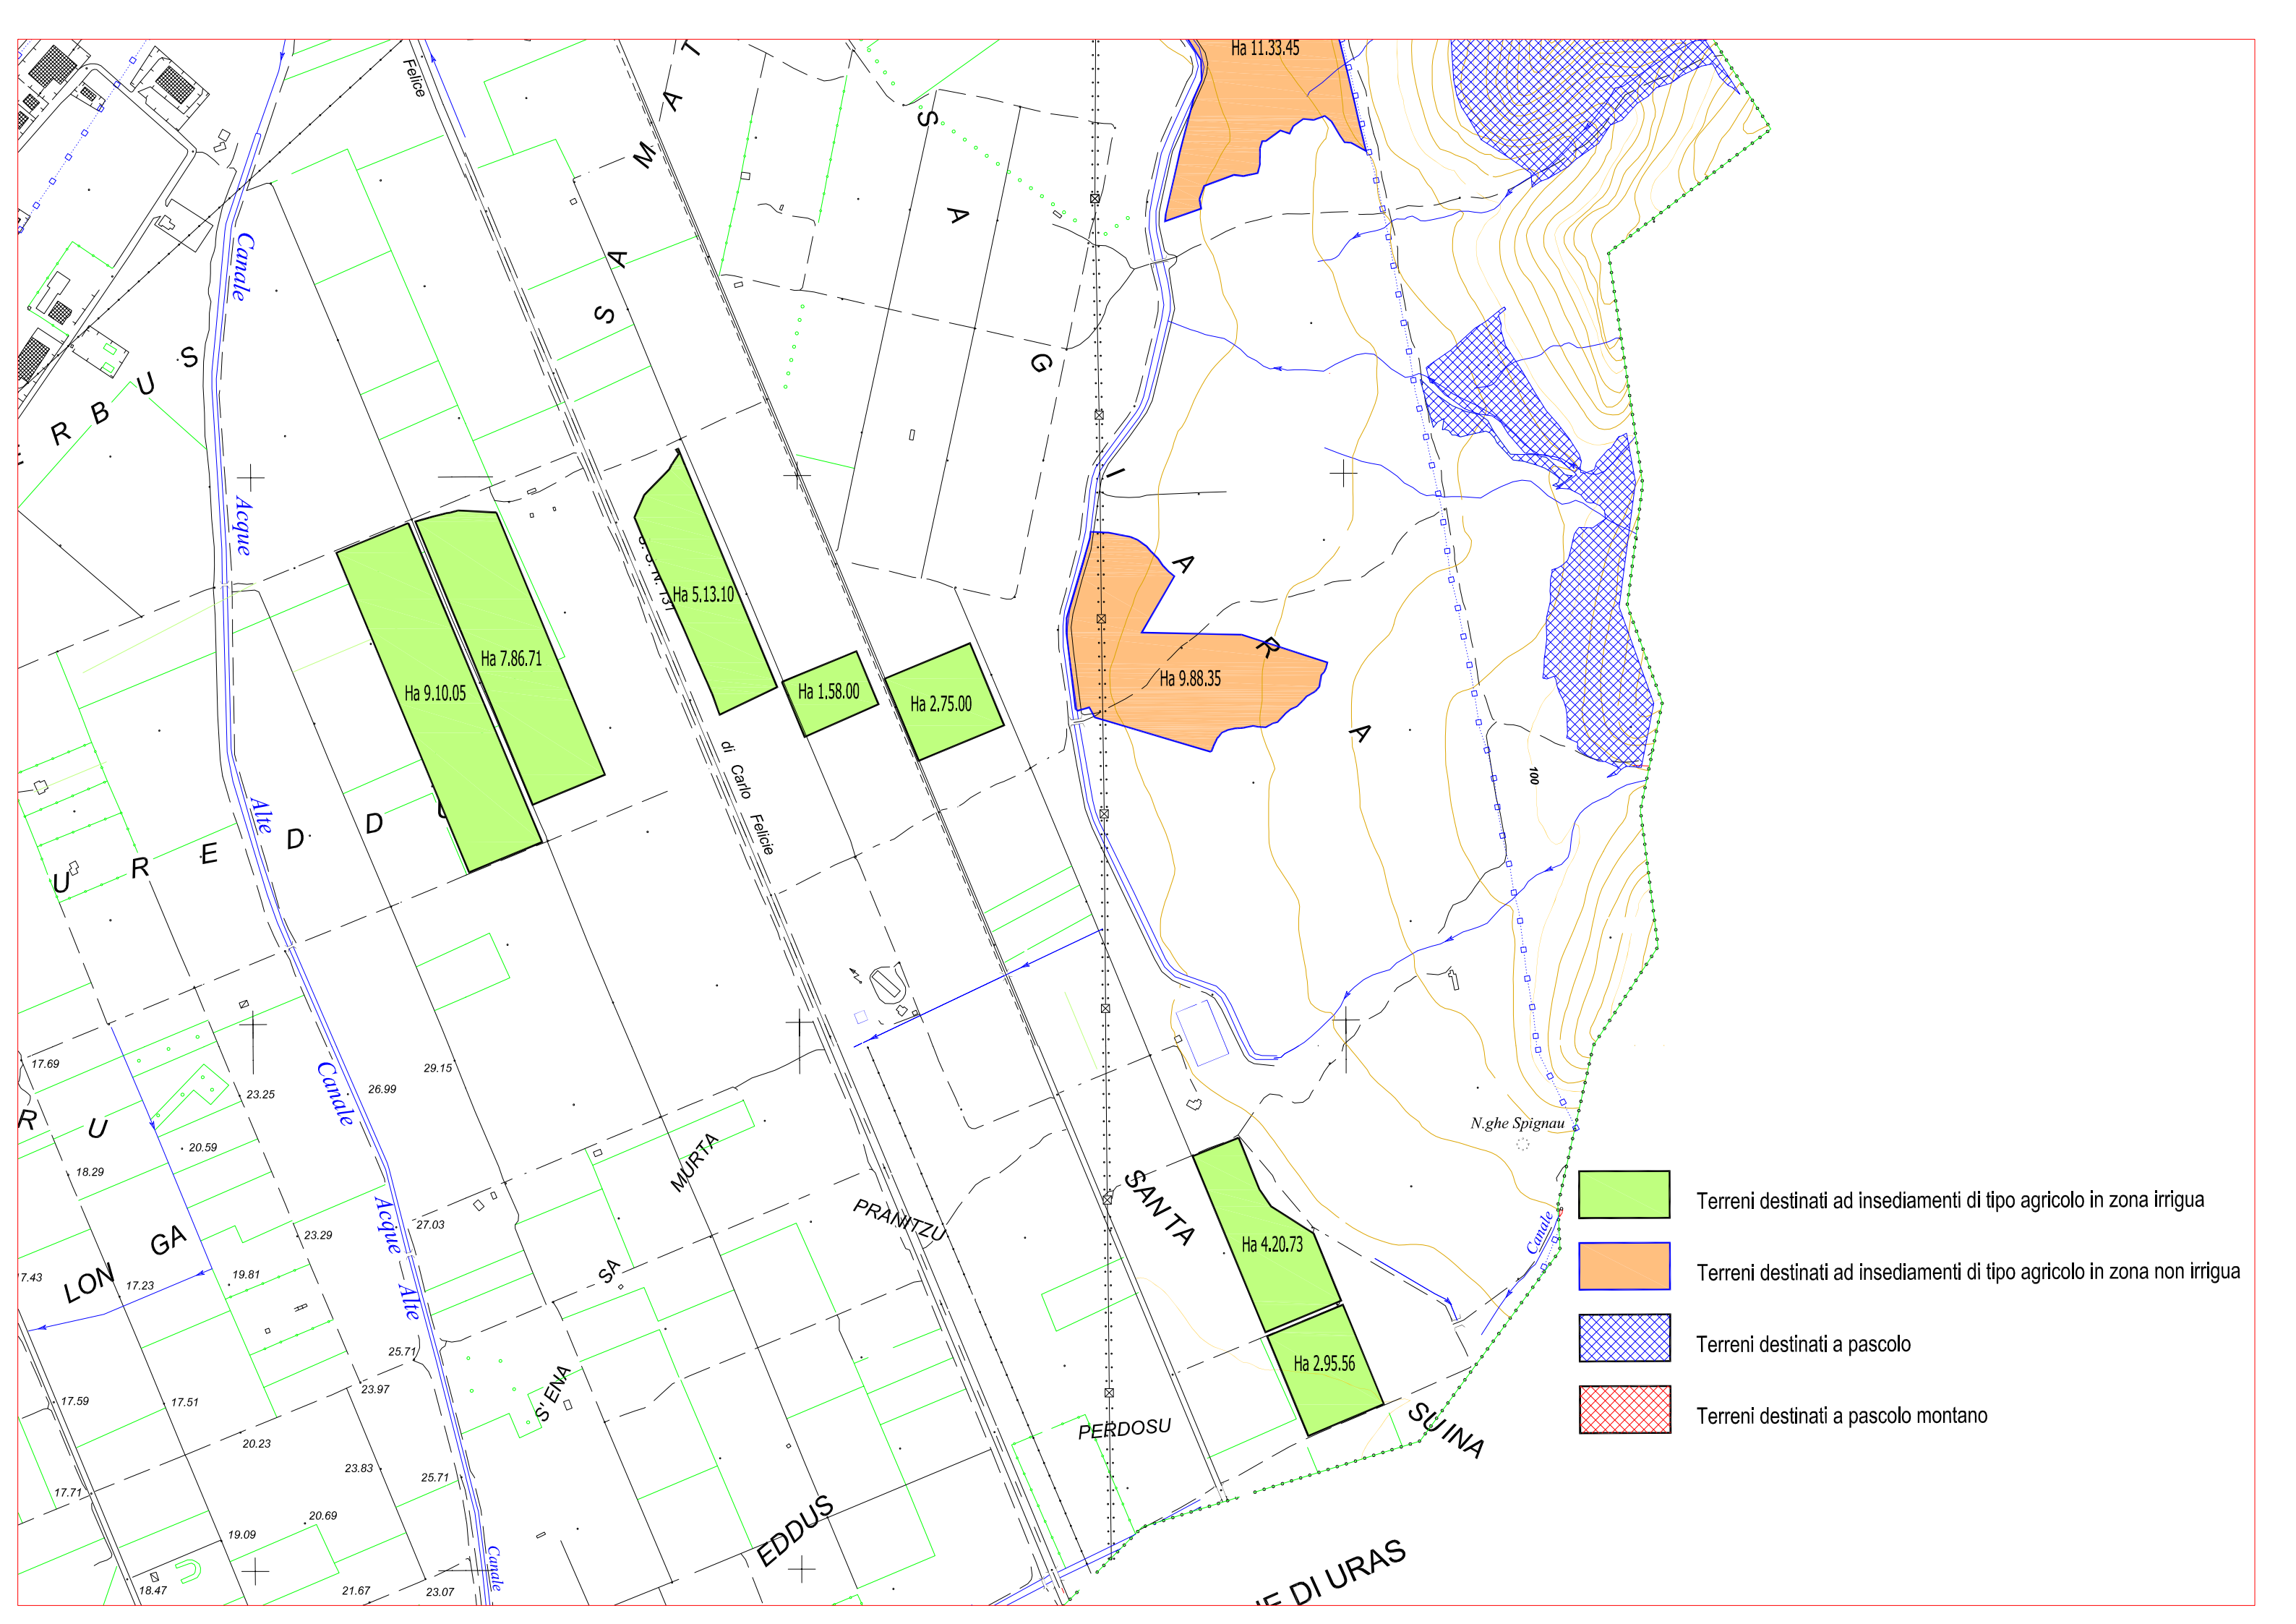 Ha 11.33.45
Felice
M A T
S A
S A G I A R A
Canale
E R B U S
Acque
S. S. N. 131
Ha 5.13.10
Ha 7.86.71
Ha 9.10.05
Ha 1.58.00
Ha 2.75.00
Ha 9.88.35
di Carlo Felicie
100
Alte
U R E D D U
17.69
29.15
26.99
Canale
23.25
R U
20.59
18.29
MURTA
N.ghe Spignau
SANTA
PRANITZU
Acque
27.03
23.29
LON GA
17.43
17.23
19.81
SA
Alte
Canale
Ha 4.20.73
25.71
Ha 2.95.56
23.97
17.59
17.51
S' ENA
PERDOSU
SU INA
20.23
23.83
25.71
17.71
20.69
19.09
EDDUS
Canale
18.47
21.67
23.07
NE DI URAS
Terreni destinati ad insediamenti di tipo agricolo in zona irrigua
Terreni destinati ad insediamenti di tipo agricolo in zona non irrigua
Terreni destinati a pascolo
Terreni destinati a pascolo montano